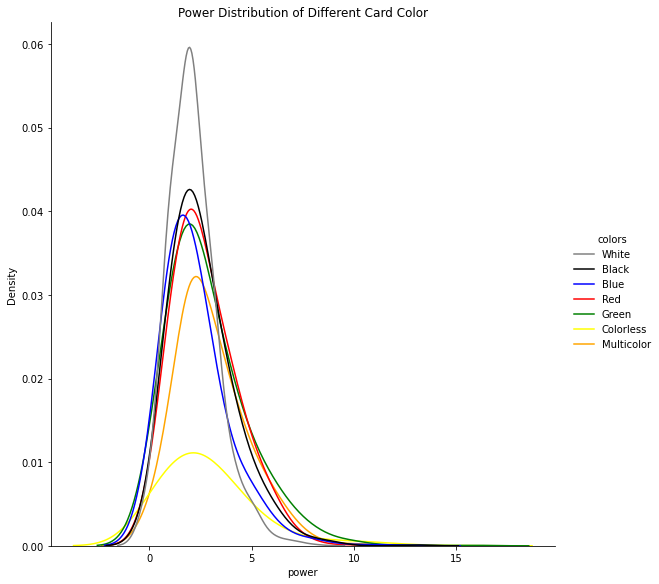 Power Distribution of Different Card Color
0.06
0.05
0.04
0.03
0.02
0.01
0.00
Density
0
5
10
15
power
colors
White
Black
Blue
Red
Green
Colorless
Multicolor